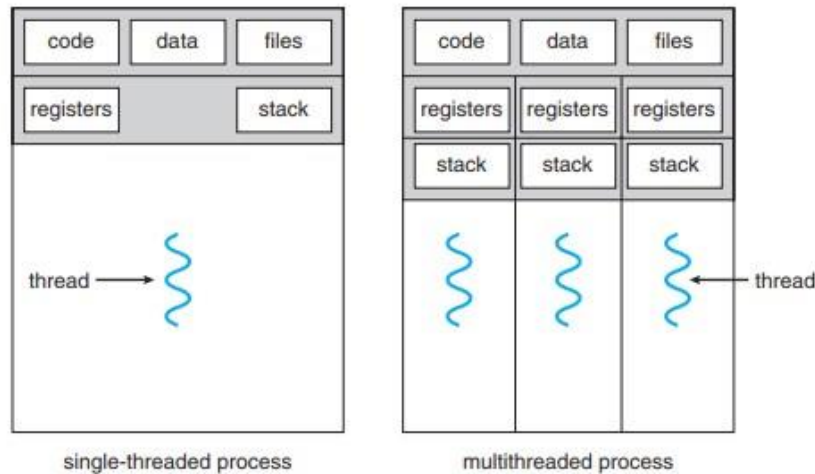 code data files code data files
registers stack registers registers registers
stack stack stack
thread thread
single-threaded process multithreaded process